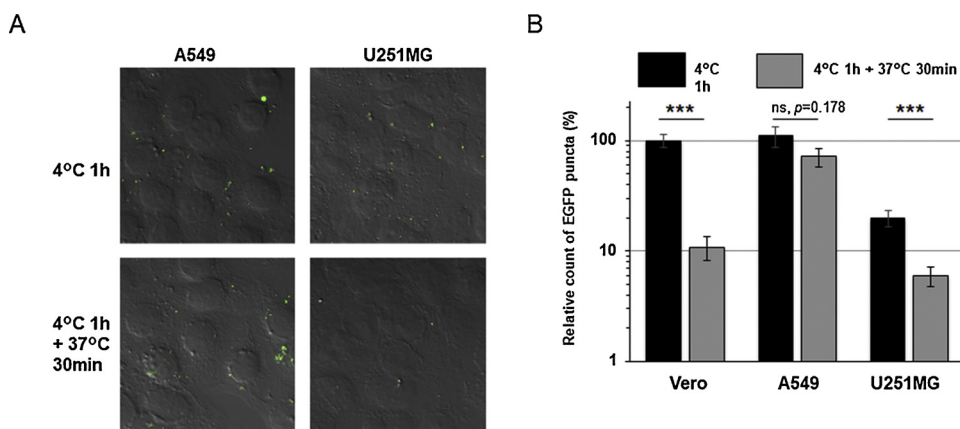 A
A549
U251MG
4°C 1h
4°C 1h
+ 37°C
30min
B
4°C
1h
4°C 1h + 37°C 30min
Relative count of EGFP puncta (%)
100
10
1
***
ns, p=0.178
***
Vero
A549
U251MG